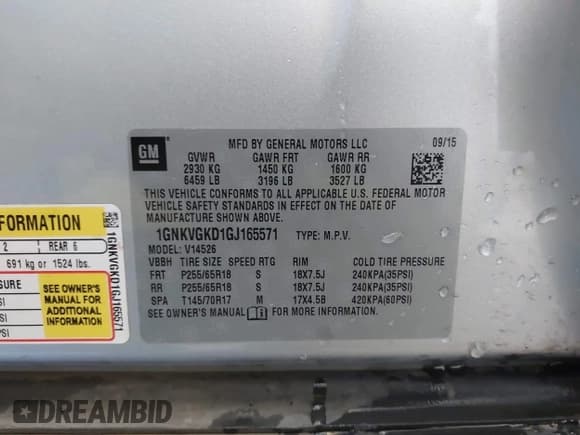 GM
MFD BY GENERAL MOTORS LLC 09/15
GVWR GAWR FRT GAWR RR
2930 KG 1450 KG 1600 KG
6459 LB 3196 LB 3527 LB
THIS VEHICLE CONFORMS TO ALL APPLICABLE U.S. FEDERAL MOTOR
VEHICLE SAFETY STANDARDS IN EFFECT ON THE DATE OF
MANUFACTURE SHOWN ABOVE.
1GNKVGKD1GJ165571 TYPE: M.P.V.
MODEL: V14526
VBBH TIRE SIZE SPEED RTG RIM COLD TIRE PRESSURE
FRT P255/65R18 S 18X7.5J 240KPA(35PSI)
RR P255/65R18 S 18X7.5J 240KPA(35PSI)
SPA T145/70R17 M 17X4.5B 420KPA(60PSI)
SEE OWNER'S MANUAL FOR MORE INFORMATION
FORMATION
2 REAR 6
691 kg or 1524 lbs.
SEE OWNER'S
MANUAL FOR
ADDITIONAL
INFORMATION
1GNKVGKD1GJ165571
DREAMBID